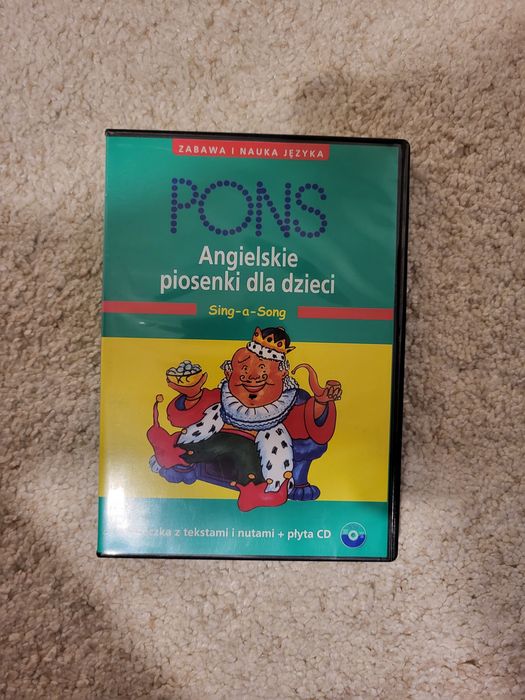 ZABAWA I NAUKA JĘZYKA
PONS
Angielskie
piosenki dla dzieci
Sing-a-Song
z tekstami i nutami + płyta CD